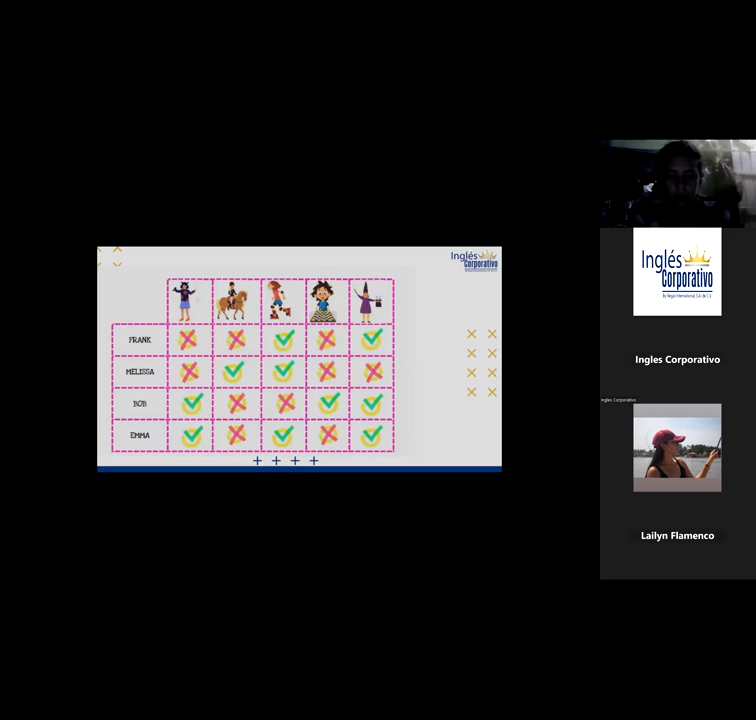 Inglés
Corporativo
FRANK
MELISSA
BOB
EMMA
Inglés
Corporativo
By Regal International, S.A. de C.V.
Ingles Corporativo
Ingles Corporativo
Lailyn Flamenco